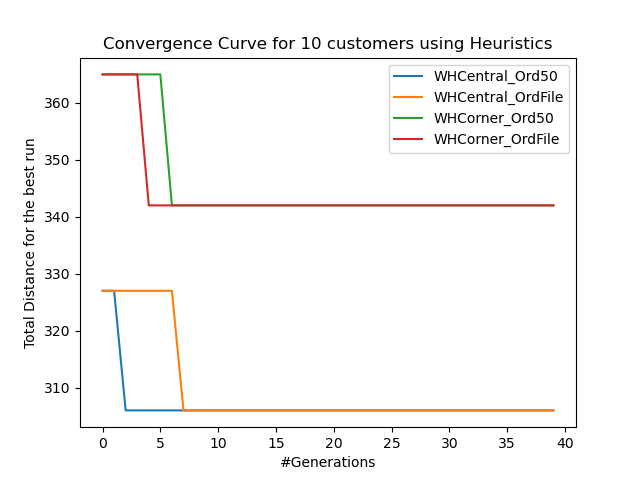 Convergence Curve for 10 customers using Heuristics
WHCentral_Ord50
WHCentral_OrdFile
WHCorner_Ord50
WHCorner_OrdFile
Total Distance for the best run
360
350
340
330
320
310
0 5 10 15 20 25 30 35 40
#Generations